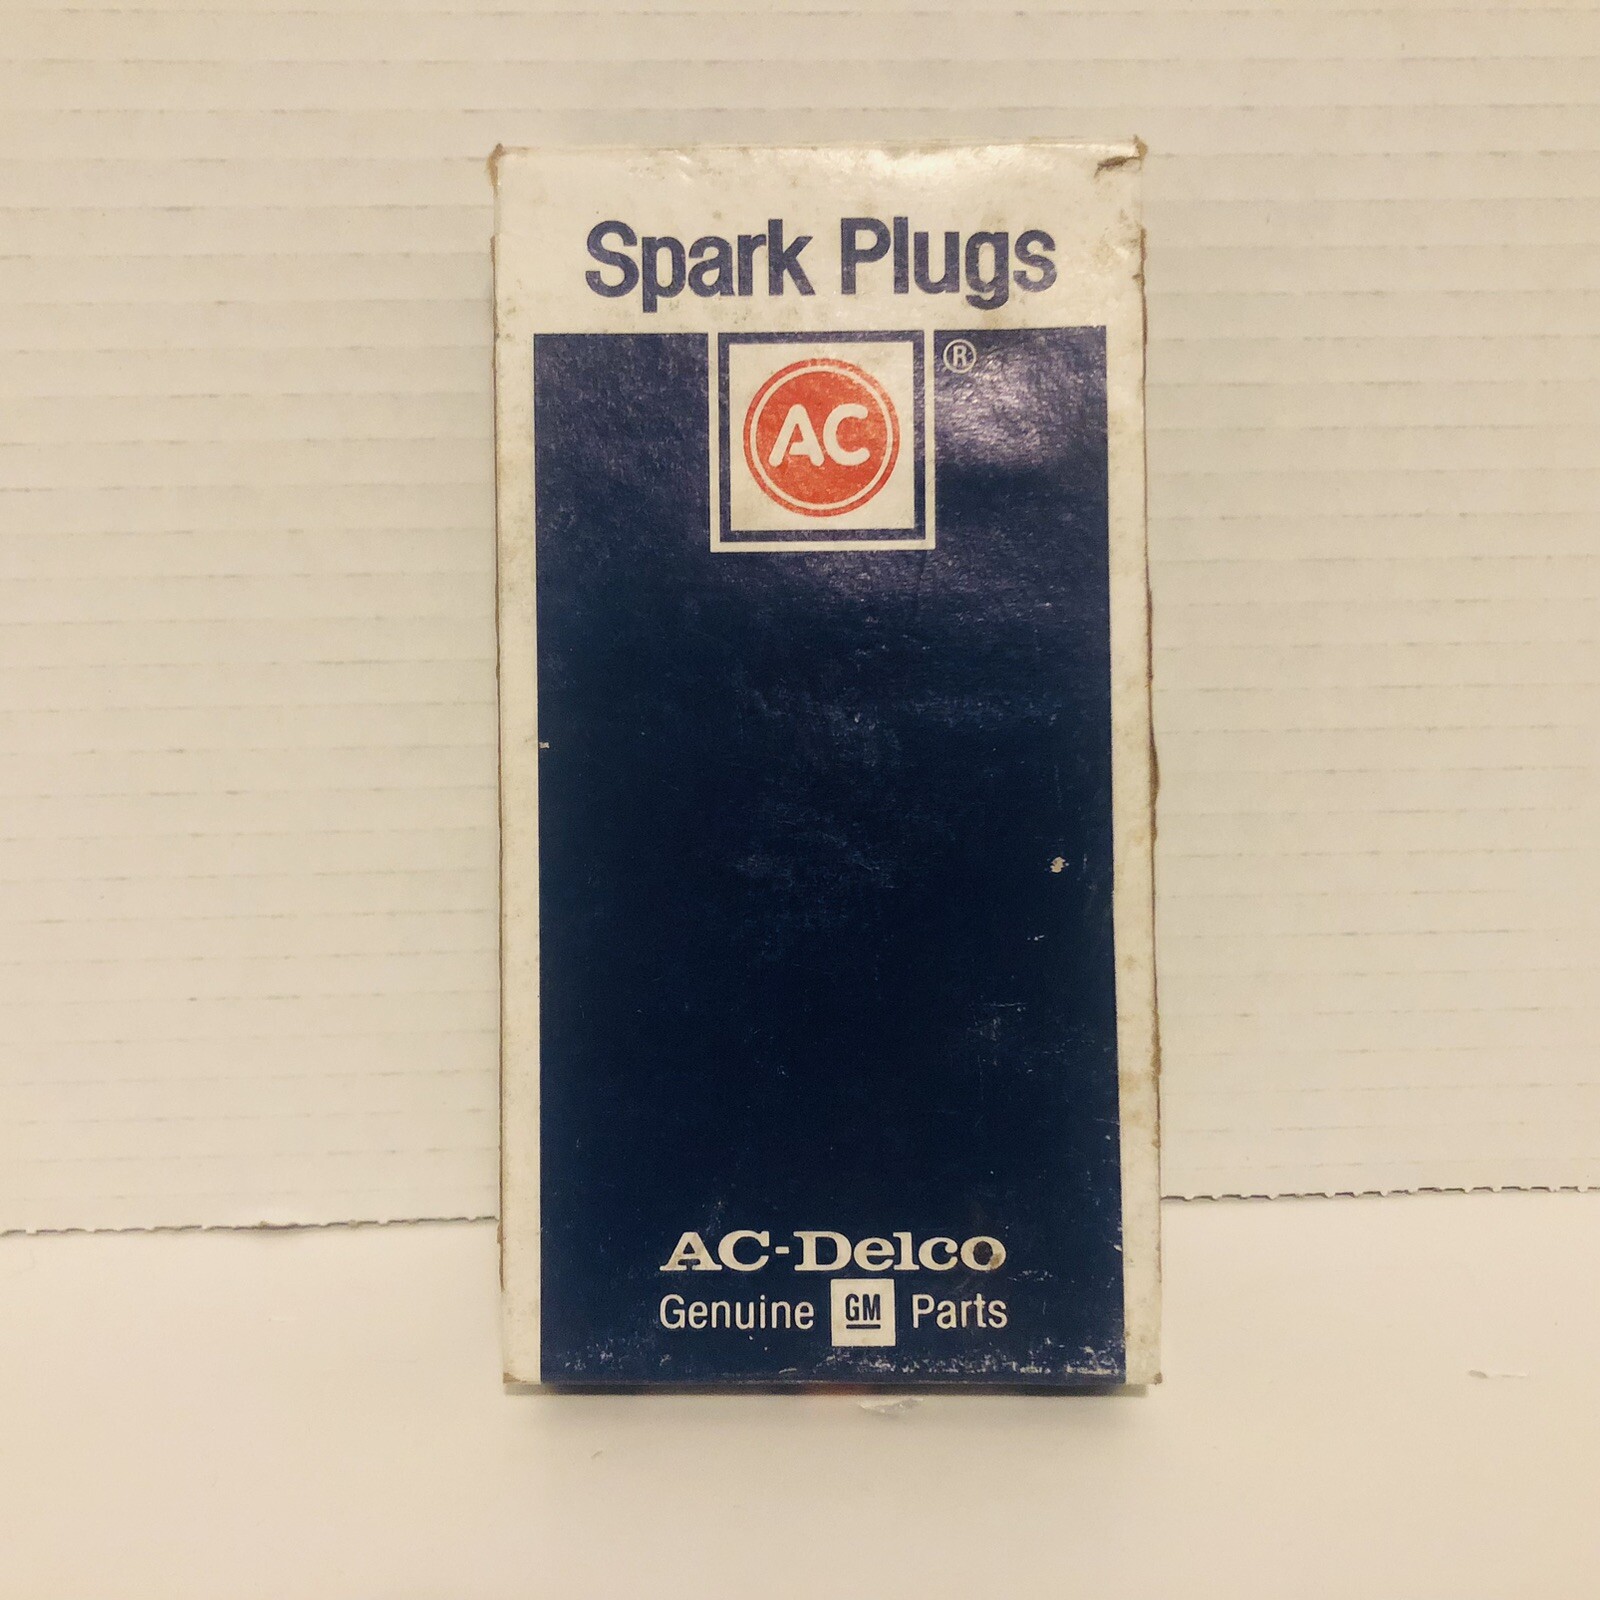 Spark Plugs
AC ®
AC-Delco
Genuine GM Parts